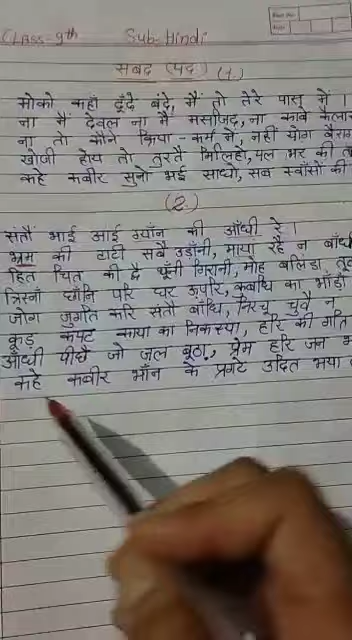 CLASS-9th Sub-Hindi
सबद (पद) (1.)
मोको कहाँ ढूँढे बंदे, मैं तो तेरे पास में।
ना मैं देवल ना मैं मसजिद, ना काबे कैलास
ना तो कौने क्रिया-कर्म में, नहीं योग बैराग
खोजी होय तो तुरतै मिलिहौं, पल भर की
कहे कबीर सुनो भई साधो, सब स्वाँसों की
(2.)
संतौं भाई आई ग्याँन की आँधी रे।
भ्रम की टाटी सबै उड़ाँनी, माया रहै न बाँधी
हित चित की द्वै थूँनी गिराँनी, मोह बलिंडा
त्रिस्नाँ छाँनि परि घर ऊपरि, कुबधि का भाँडाँ
जोग जुगति करि संतौं बाँधी, निरचू चुवै न
कूड़ कपट काया का निकस्या, हरि की गति
आँधी पीछै जो जल बूठा, प्रेम हरि जन
कहे कबीर भाँन के प्रगटे उदित भया